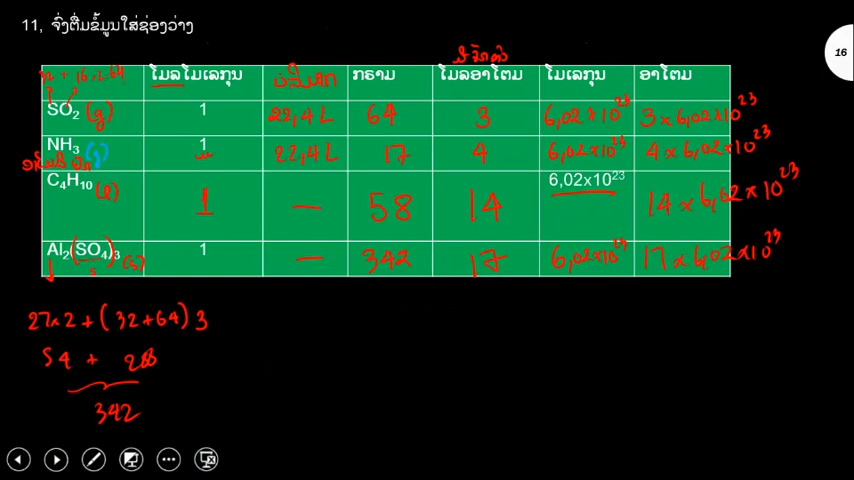 11, ຈົ່ງຕື່ມຂໍ້ມູນໃສ່ຊ່ອງວ່າງ
16
ໂມລໂມເລກຸນ ບໍລິມາດ ກຣາມ ໂມລອາໂຕມ ໂມເລກຸນ ອາໂຕມ
SO₂ (g) 1 22,4 L 64 3 6,02×10²³ 3 × 6,02×10²³
NH₃ (g) 1 22,4 L 17 4 6,02×10²³ 4 × 6,02×10²³
C₄H₁₀ (l) 1 — 58 14 6,02x10²³ 14 × 6,02×10²³
Al₂(SO₄)₃ (s) 1 — 342 17 6,02×10²³ 17 × 6,02×10²³
27×2 + (32+64) 3
54 + 288
342